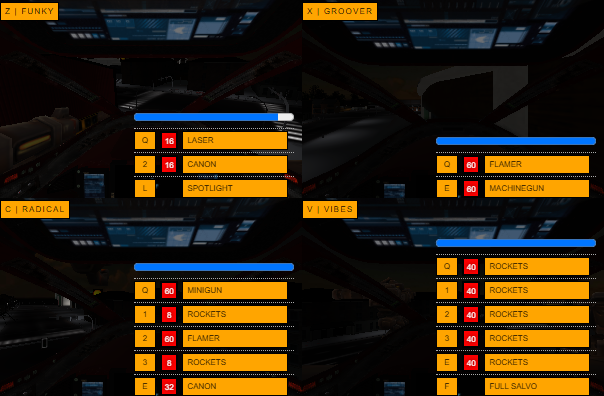 Z | FUNKY
Q 16 LASER
2 16 CANON
L SPOTLIGHT
X | GROOVER
Q 60 FLAMER
E 60 MACHINEGUN
C | RADICAL
Q 60 MINIGUN
1 8 ROCKETS
2 60 FLAMER
3 8 ROCKETS
E 32 CANON
V | VIBES
Q 40 ROCKETS
1 40 ROCKETS
2 40 ROCKETS
3 40 ROCKETS
E 40 ROCKETS
F FULL SALVO